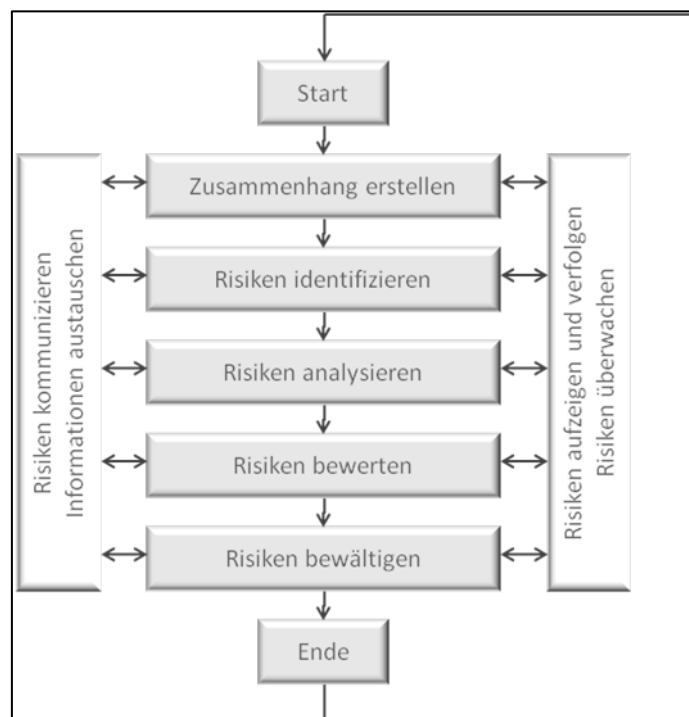 Start
Zusammenhang erstellen
Risiken identifizieren
Risiken analysieren
Risiken bewerten
Risiken bewältigen
Ende
Risiken kommunizieren
Informationen austauschen
Risiken aufzeigen und verfolgen
Risiken überwachen